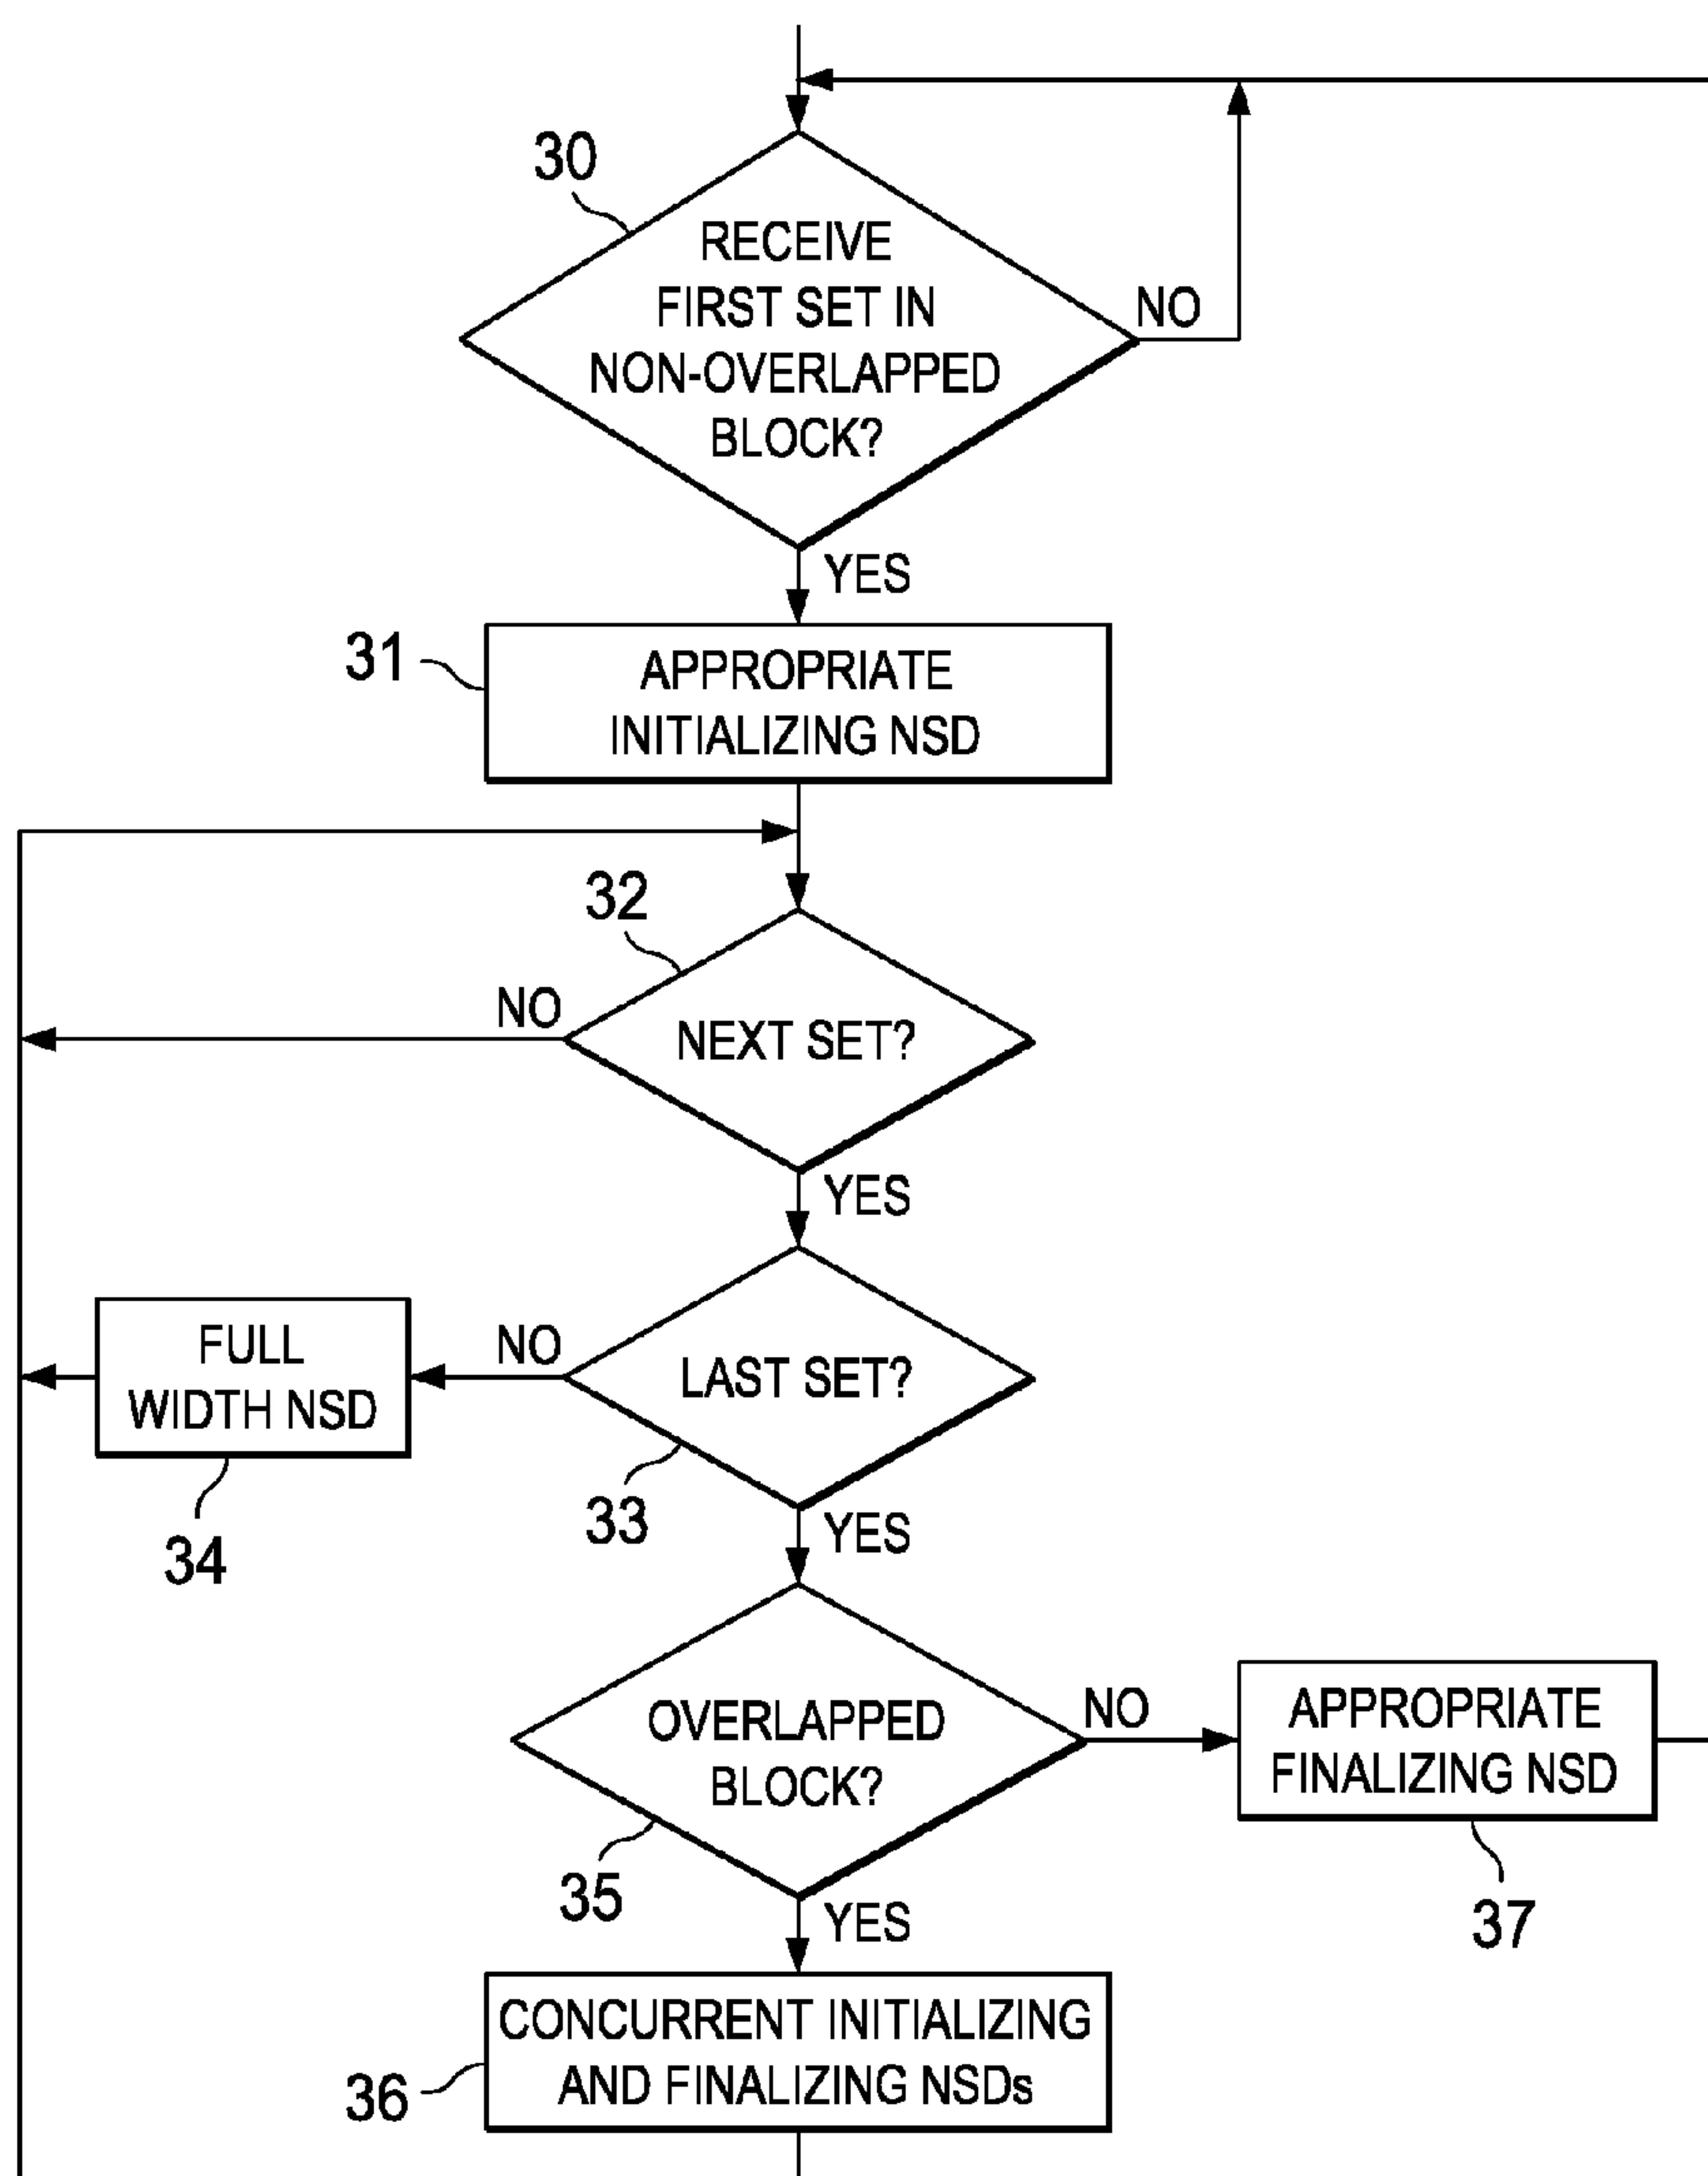 30
RECEIVE
FIRST SET IN
NON-OVERLAPPED
BLOCK?
NO
YES
31
APPROPRIATE
INITIALIZING NSD
32
NO
NEXT SET?
YES
FULL
WIDTH NSD
34
NO
LAST SET?
33
YES
OVERLAPPED
BLOCK?
35
NO
APPROPRIATE
FINALIZING NSD
37
YES
CONCURRENT INITIALIZING
AND FINALIZING NSDs
36